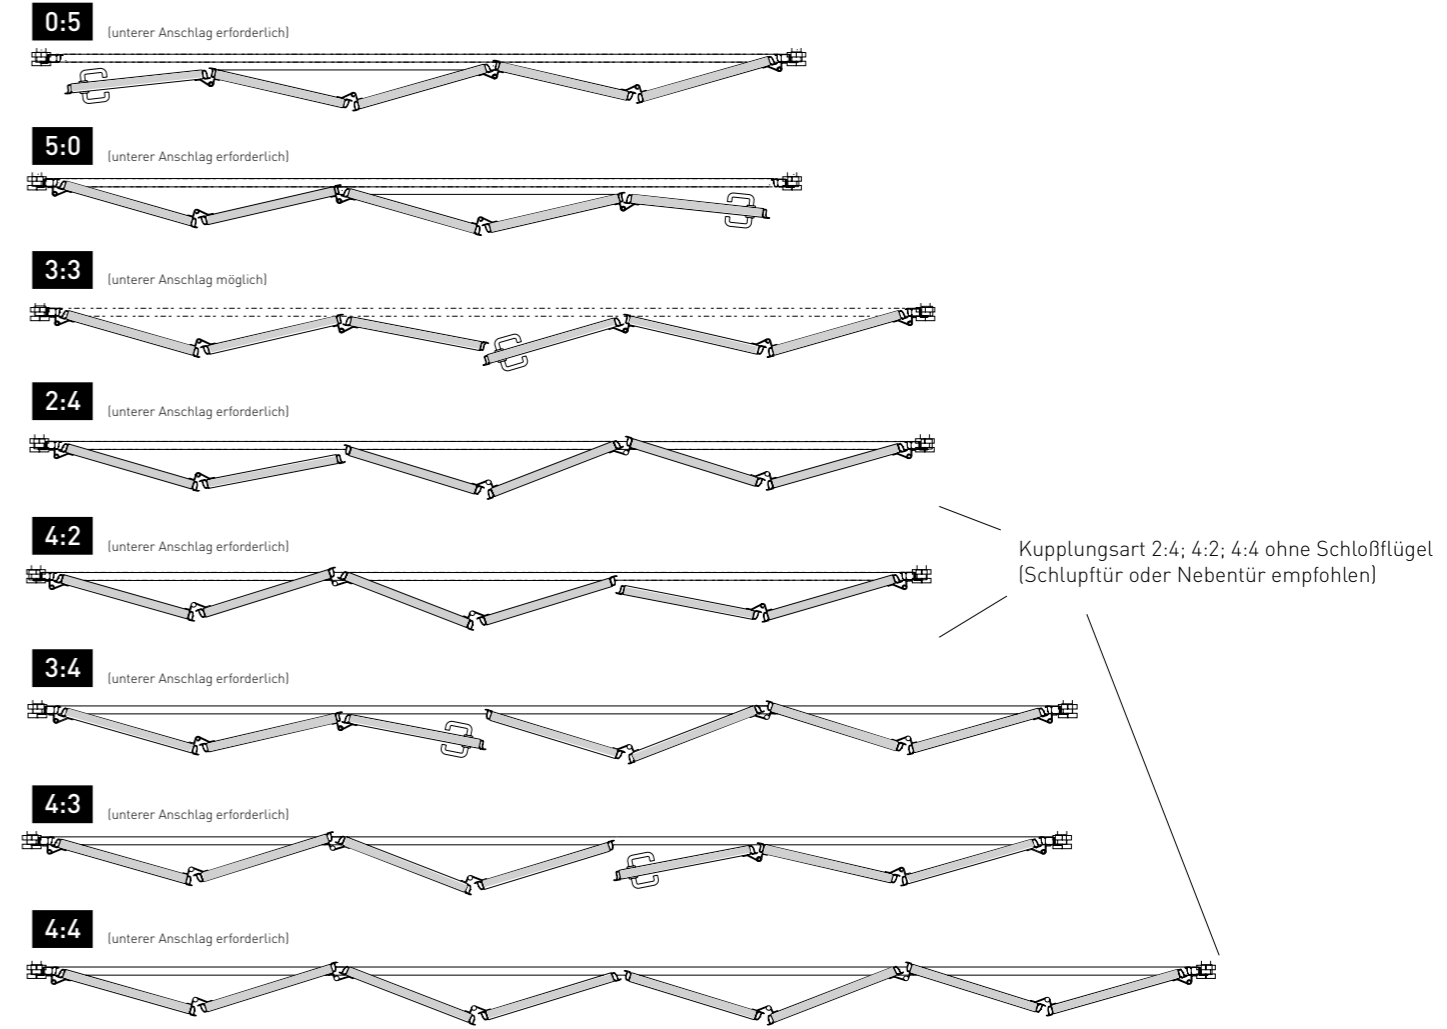 0:5
(unterer Anschlag erforderlich)
5:0
(unterer Anschlag erforderlich)
3:3
(unterer Anschlag möglich)
2:4
(unterer Anschlag erforderlich)
4:2
(unterer Anschlag erforderlich)
Kupplungsart 2:4; 4:2; 4:4 ohne Schloßflügel
(Schlupftür oder Nebentür empfohlen)
3:4
(unterer Anschlag erforderlich)
4:3
(unterer Anschlag erforderlich)
4:4
(unterer Anschlag erforderlich)